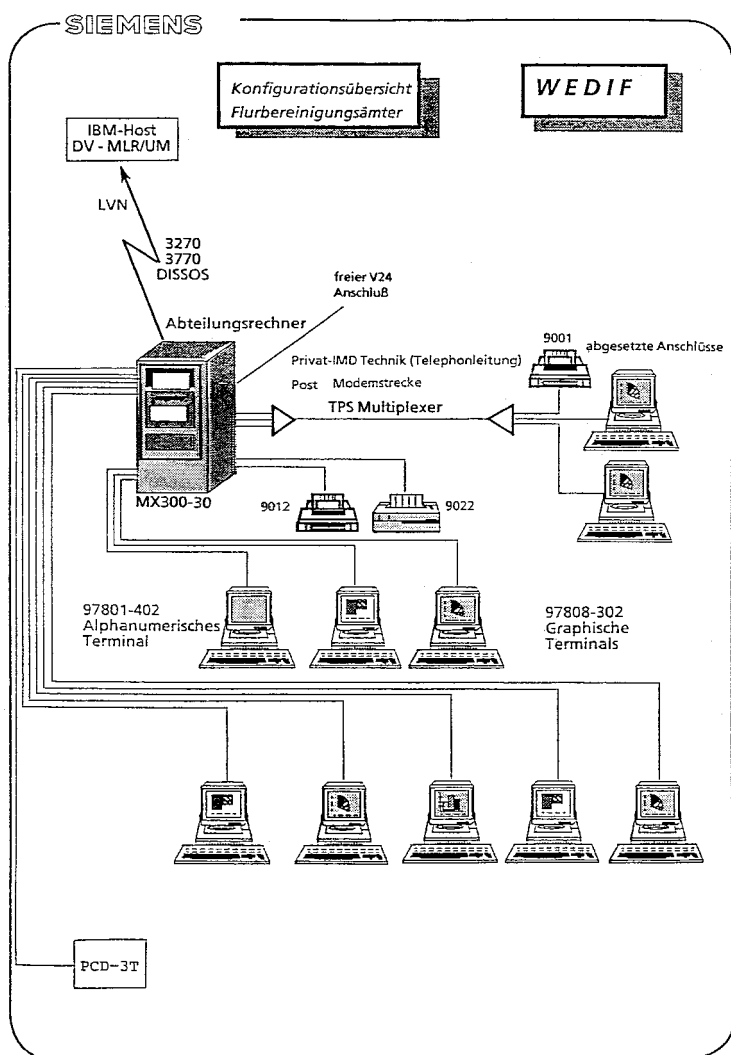 SIEMENS
Konfigurationsübersicht
Flurbereinigungsämter
WEDIF
IBM-Host
DV - MLR/UM
LVN
3270
3770
DISSOS
freier V24
Anschluß
Abteilungsrechner
9001
abgesetzte Anschlüsse
Privat-IMD Technik (Telephonleitung)
Post Modemstrecke
TPS Multiplexer
MX300-30
9012
9022
97801-402
Alphanumerisches
Terminal
97808-302
Graphische
Terminals
PCD-3T